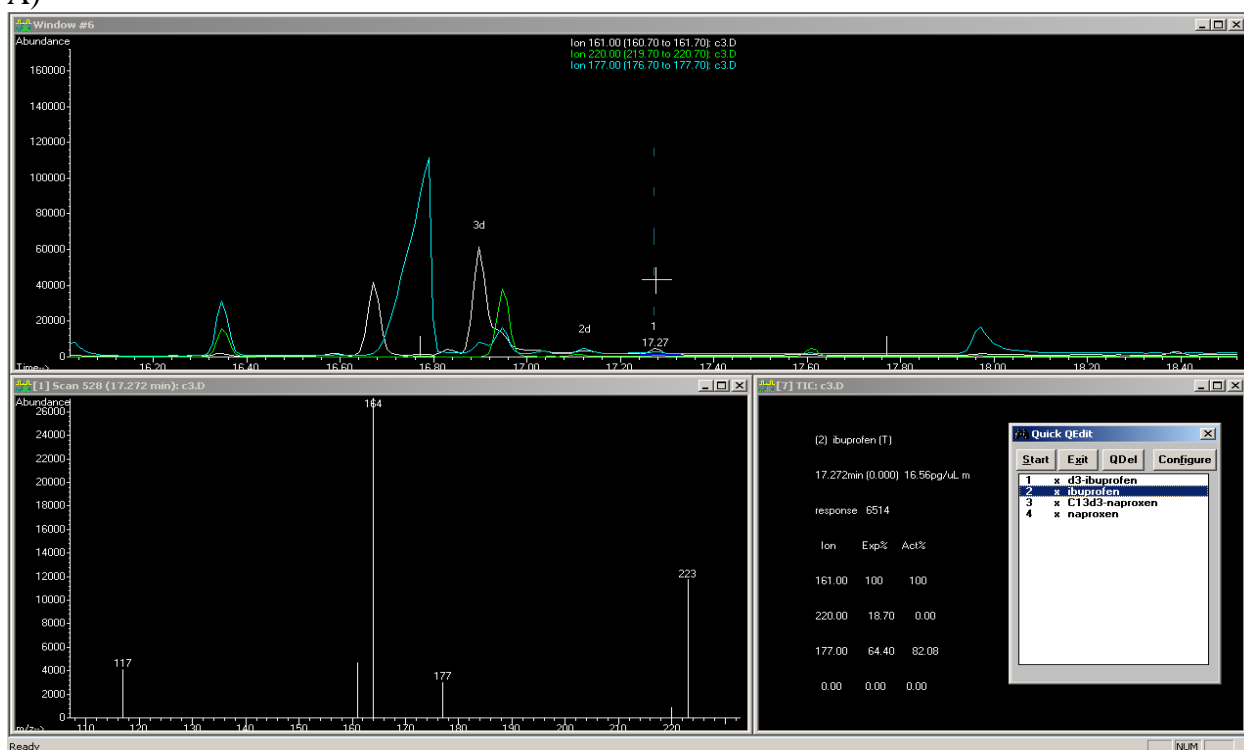 A)
Window #6
Abundance
Ion 161.00 (160.70 to 161.70): c3.D
Ion 220.00 (219.70 to 220.70): c3.D
Ion 177.00 (176.70 to 177.70): c3.D
160000
140000
120000
100000
80000
60000
40000
20000
0
3d
2d
1
17.27
Time-->
16.20 16.40 16.60 16.80 17.00 17.20 17.40 17.60 17.80 18.00 18.20 18.40
[1] Scan 528 (17.272 min): c3.D
Abundance
26000
24000
22000
20000
18000
16000
14000
12000
10000
8000
6000
4000
2000
0
164
223
117
177
m/z-->
110 120 130 140 150 160 170 180 190 200 210 220
[7] TIC: c3.D
(2) ibuprofen (T)
17.272min (0.000) 16.56pg/uL m
response 6514
Ion Exp% Act%
161.00 100 100
220.00 18.70 0.00
177.00 64.40 82.08
0.00 0.00 0.00
Quick QEdit
Start Exit QDel Configure
1 x d3-ibuprofen
2 x ibuprofen
3 x C13d3-naproxen
4 x naproxen
Ready
NUM